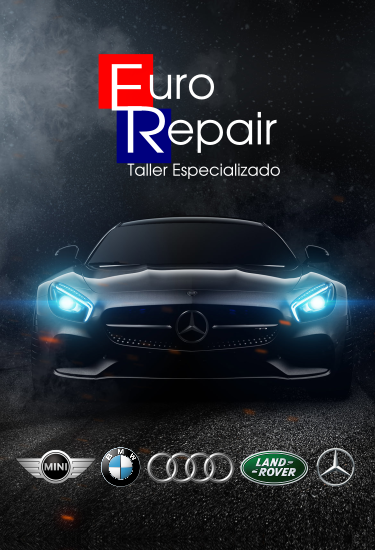 Euro
Repair
Taller Especializado
MINI
BMW
LAND-
-ROVER